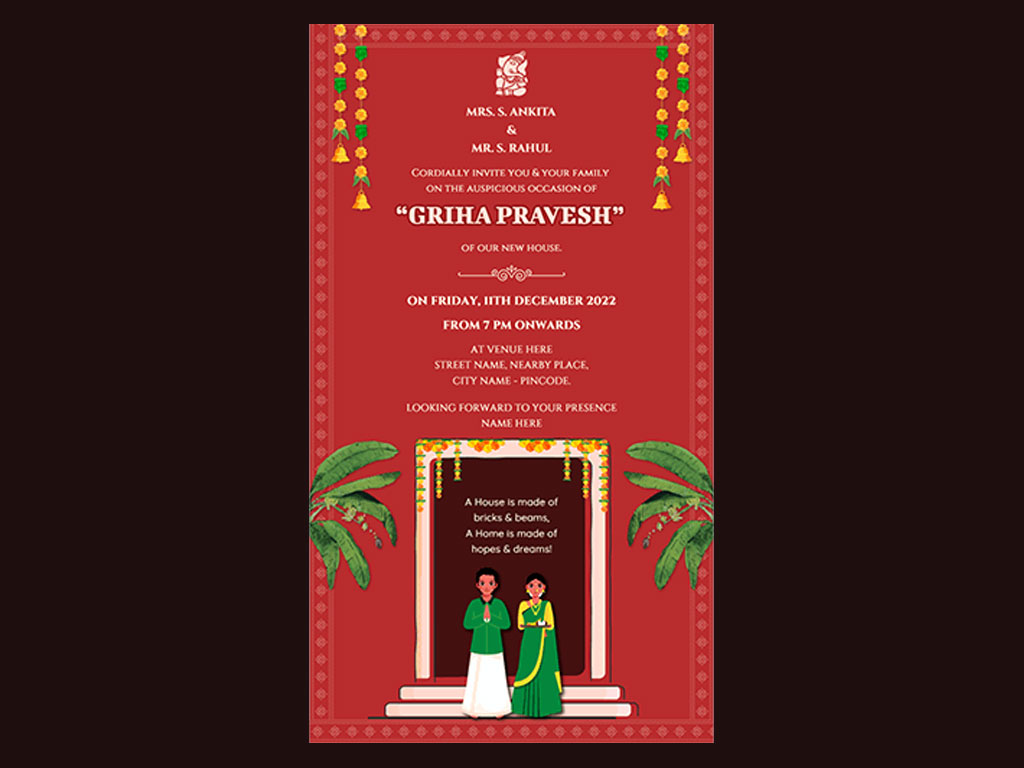 MRS. S. ANKITA
&
MR. S. RAHUL
CORDIALLY INVITE YOU & YOUR FAMILY
ON THE AUSPICIOUS OCCASION OF
“GRIHA PRAVESH”
OF OUR NEW HOUSE.
ON FRIDAY, 11TH DECEMBER 2022
FROM 7 PM ONWARDS
AT VENUE HERE
STREET NAME, NEARBY PLACE,
CITY NAME - PINCODE.
LOOKING FORWARD TO YOUR PRESENCE
NAME HERE
A House is made of
bricks & beams,
A Home is made of
hopes & dreams!